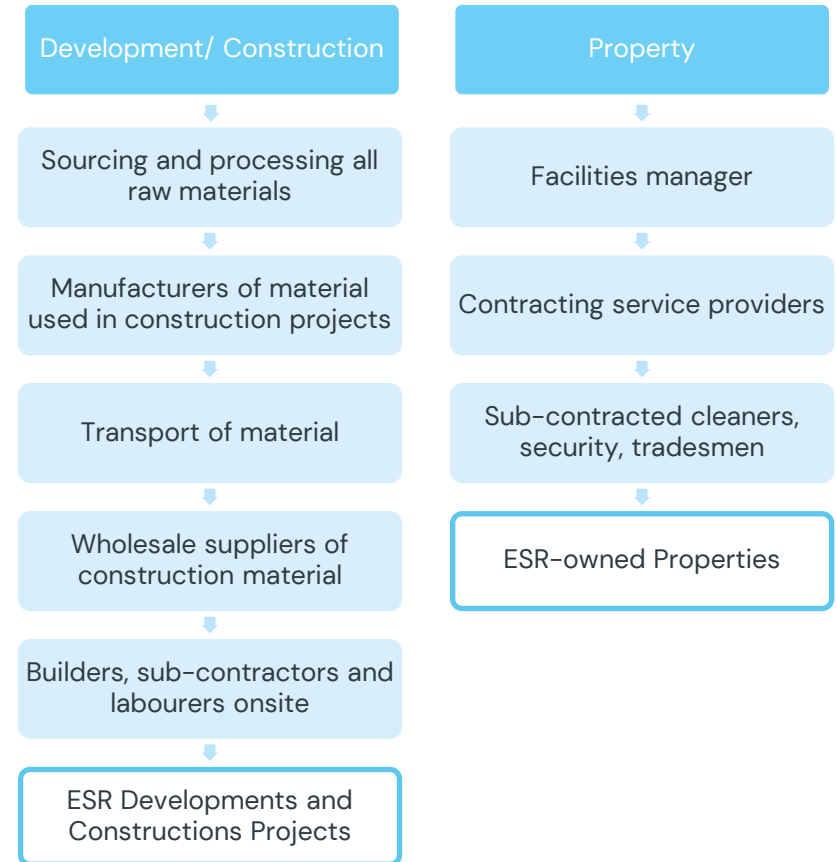 Development/ Construction
Sourcing and processing all
raw materials
Manufacturers of material
used in construction projects
Transport of material
Wholesale suppliers of
construction material
Builders, sub-contractors and
labourers onsite
ESR Developments and
Constructions Projects
Property
Facilities manager
Contracting service providers
Sub-contracted cleaners,
security, tradesmen
ESR-owned Properties